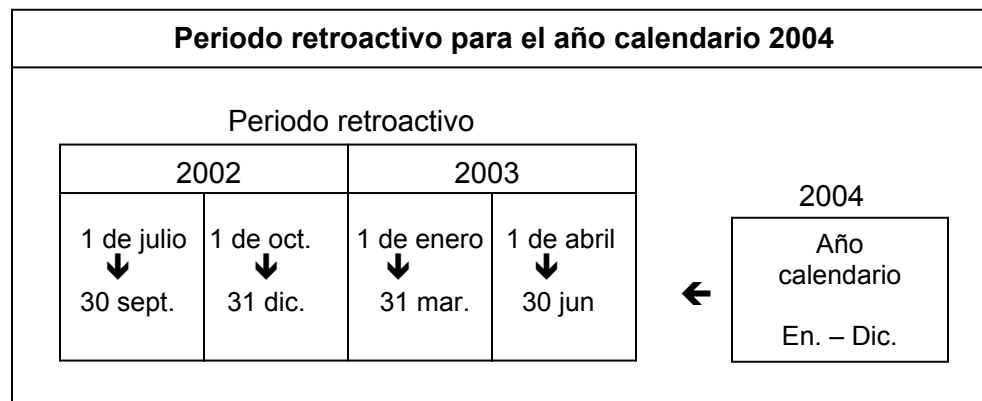 Periodo retroactivo para el año calendario 2004
Periodo retroactivo
2002 2003
1 de julio 1 de oct. 1 de enero 1 de abril
30 sept. 31 dic. 31 mar. 30 jun
2004
Año
calendario
En. – Dic.